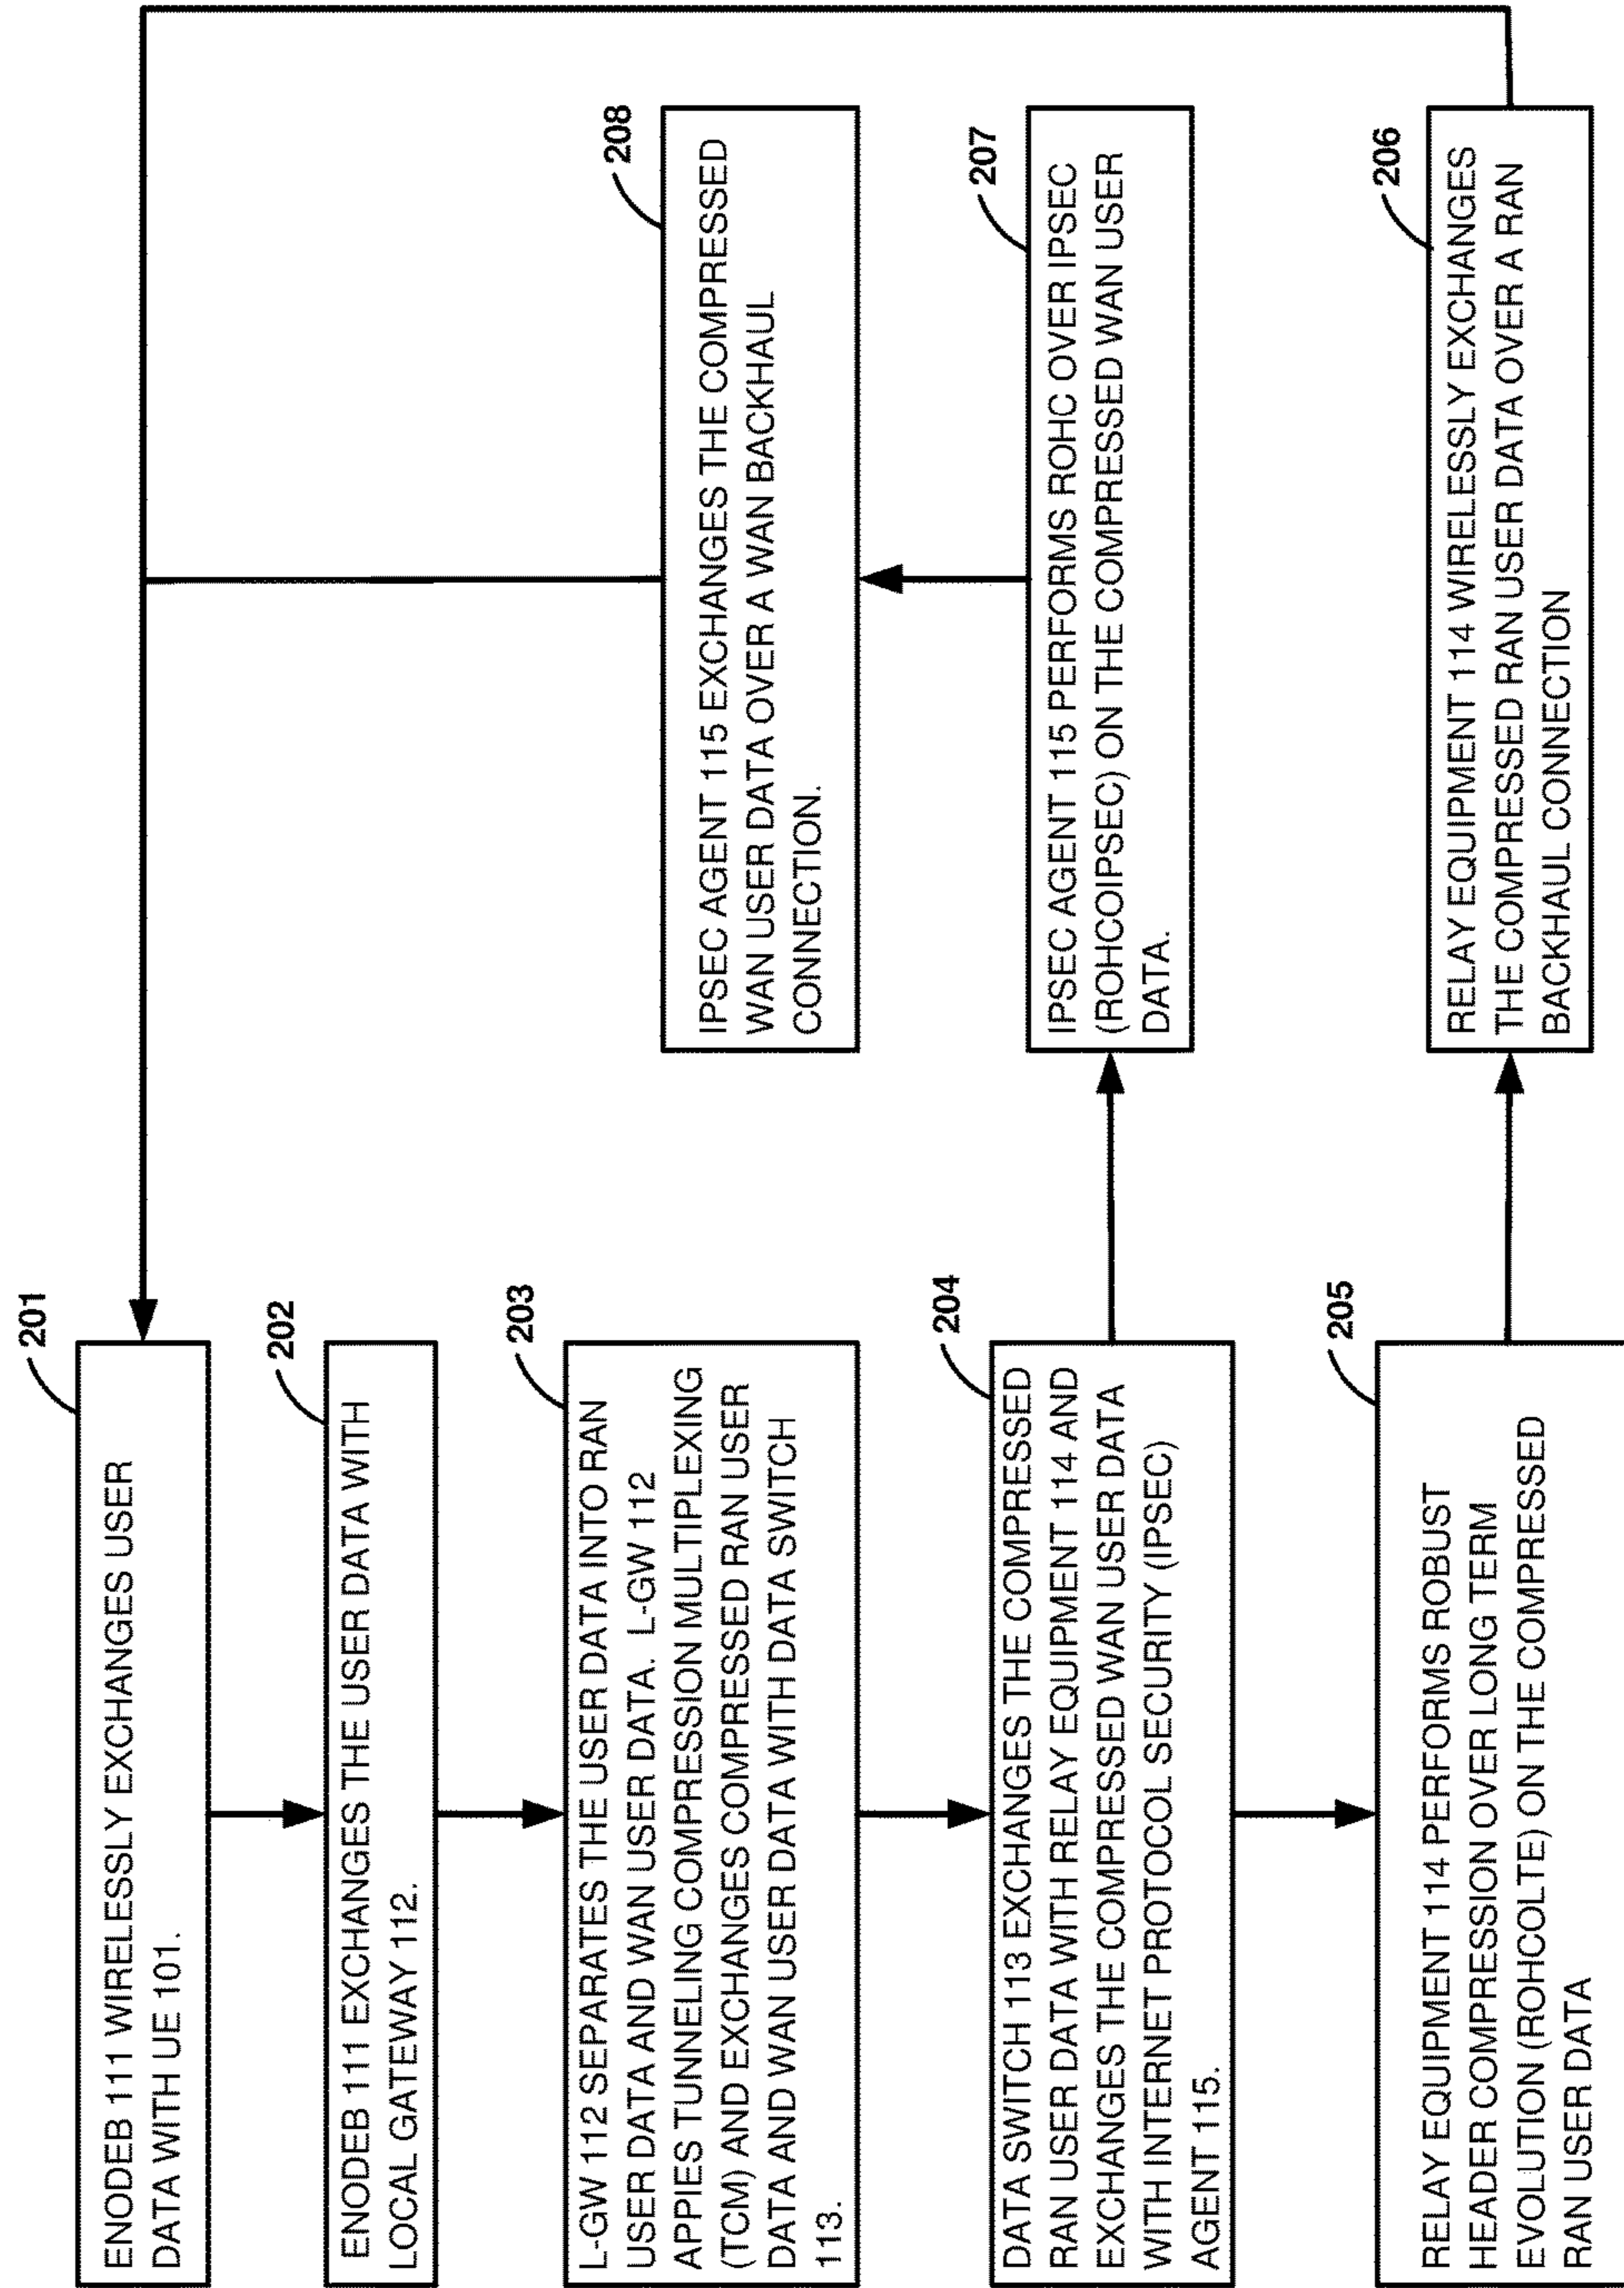 201
ENODEB 111 WIRELESSLY EXCHANGES USER
DATA WITH UE 101.
202
ENODEB 111 EXCHANGES THE USER DATA WITH
LOCAL GATEWAY 112.
203
L-GW 112 SEPARATES THE USER DATA INTO RAN
USER DATA AND WAN USER DATA. L-GW 112
APPIES TUNNELING COMPRESSION MULTIPLEXING
(TCM) AND EXCHANGES COMPRESSED RAN USER
DATA AND WAN USER DATA WITH DATA SWITCH
113.
204
DATA SWITCH 113 EXCHANGES THE COMPRESSED
RAN USER DATA WITH RELAY EQUIPMENT 114 AND
EXCHANGES THE COMPRESSED WAN USER DATA
WITH INTERNET PROTOCOL SECURITY (IPSEC)
AGENT 115.
205
RELAY EQUIPMENT 114 PERFORMS ROBUST
HEADER COMPRESSION OVER LONG TERM
EVOLUTION (ROHCOLTE) ON THE COMPRESSED
RAN USER DATA
206
RELAY EQUIPMENT 114 WIRELESSLY EXCHANGES
THE COMPRESSED RAN USER DATA OVER A RAN
BACKHAUL CONNECTION
207
IPSEC AGENT 115 PERFORMS ROHC OVER IPSEC
(ROHCOIPSEC) ON THE COMPRESSED WAN USER
DATA.
208
IPSEC AGENT 115 EXCHANGES THE COMPRESSED
WAN USER DATA OVER A WAN BACKHAUL
CONNECTION.